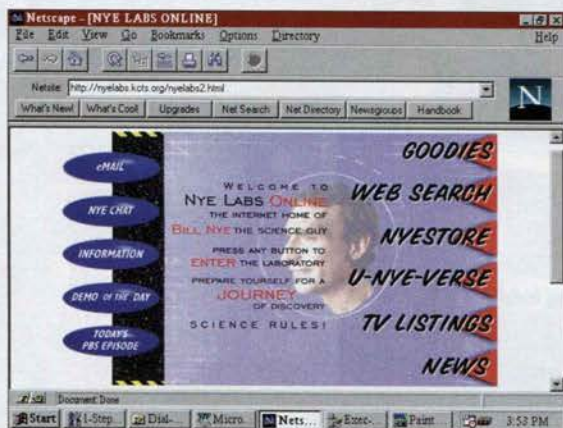 Netscape - [NYE LABS ONLINE]
File Edit View Go Bookmarks Options Directory Help
Netsite: http://nyelabs.kcts.org/nyelabs2.html
N
What's New! What's Cool! Upgrades Net Search Net Directory Newsgroups Handbook
eMAIL
NYE CHAT
INFORMATION
DEMO OF THE DAY
TODAY'S
PBS EPISODE
WELCOME TO
NYE LABS ONLINE
THE INTERNET HOME OF
BILL NYE THE SCIENCE GUY
PRESS ANY BUTTON TO
ENTER THE LABORATORY
PREPARE YOURSELF FOR A
JOURNEY
OF DISCOVERY
SCIENCE RULES!
GOODIES
WEB SEARCH
NYESTORE
U-NYE-VERSE
TV LISTINGS
NEWS
Document: Done
Start 1-Step Dial-... Micro. Nets... Exec-... Paint 3:53 PM